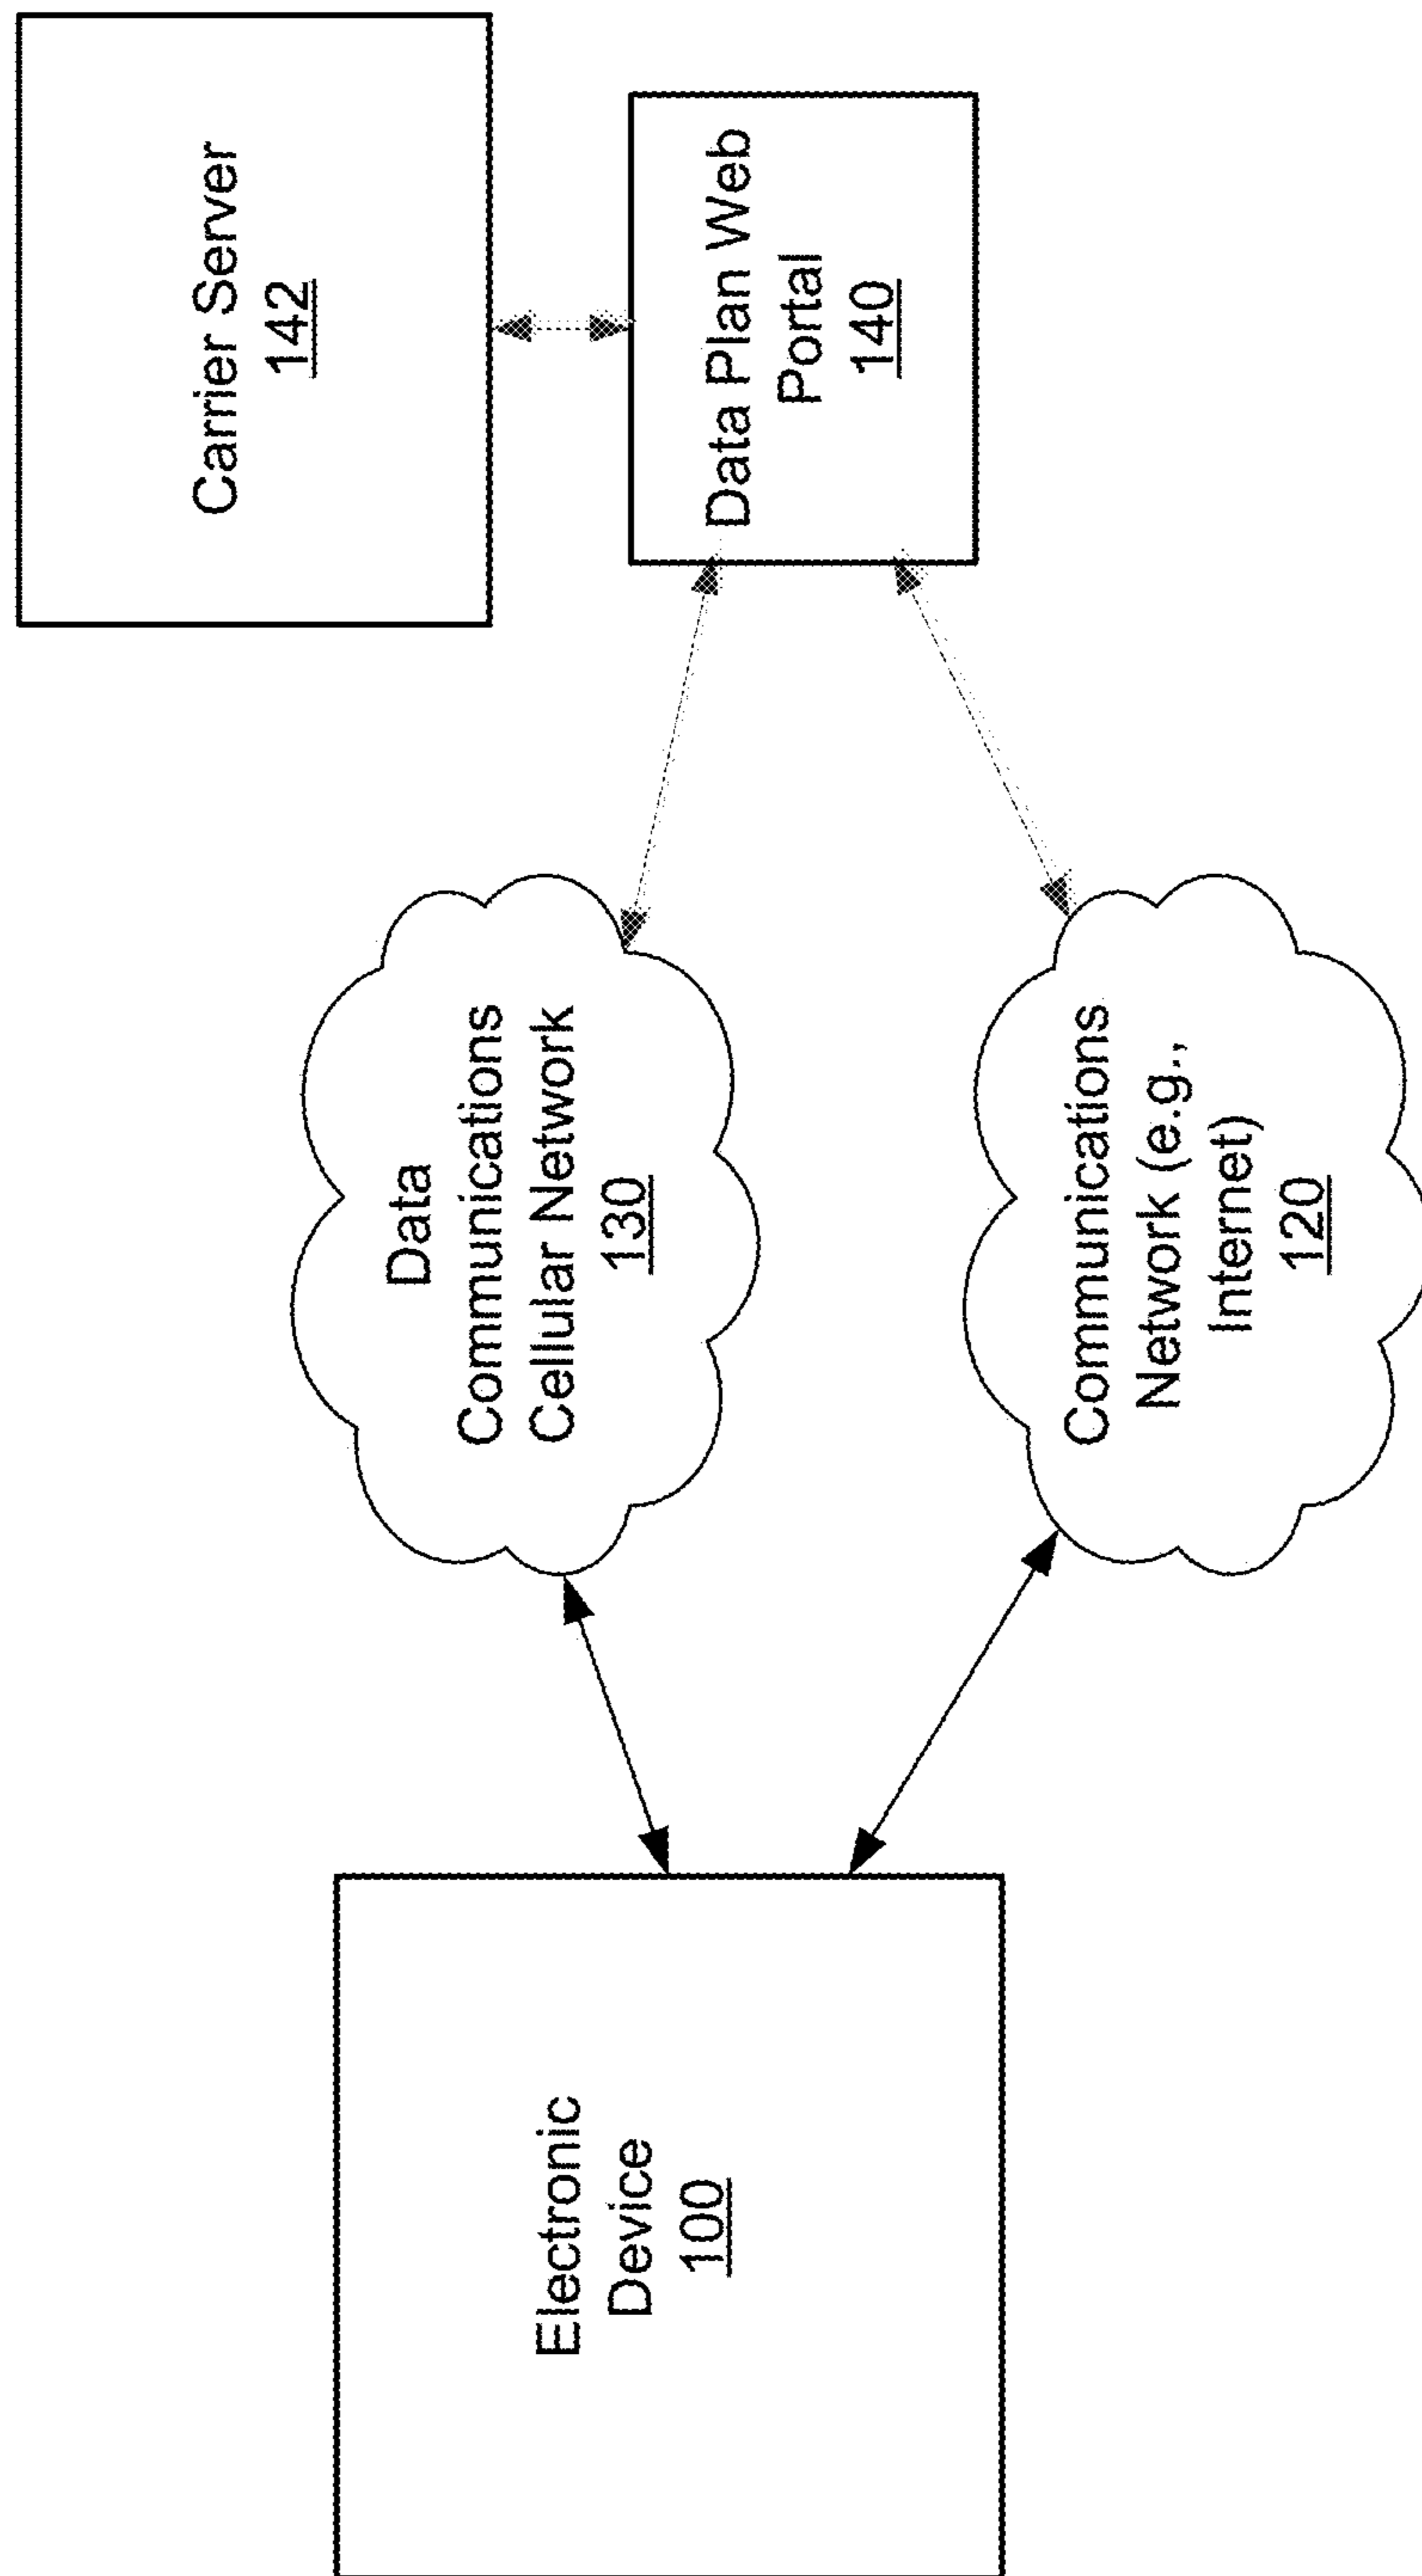 Carrier Server
142
Data Plan Web
Portal
140
Data
Communications
Cellular Network
130
Communications
Network (e.g.,
Internet)
120
Electronic
Device
100